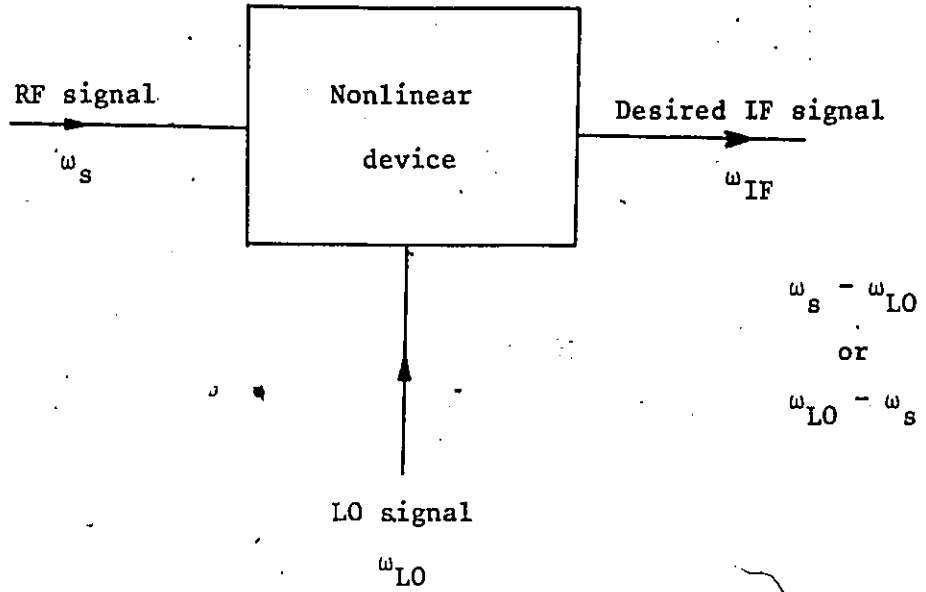 RF signal
ω_s
Nonlinear
device
Desired IF signal
ω_IF
ω_s - ω_LO
or
ω_LO - ω_s
LO signal
ω_LO